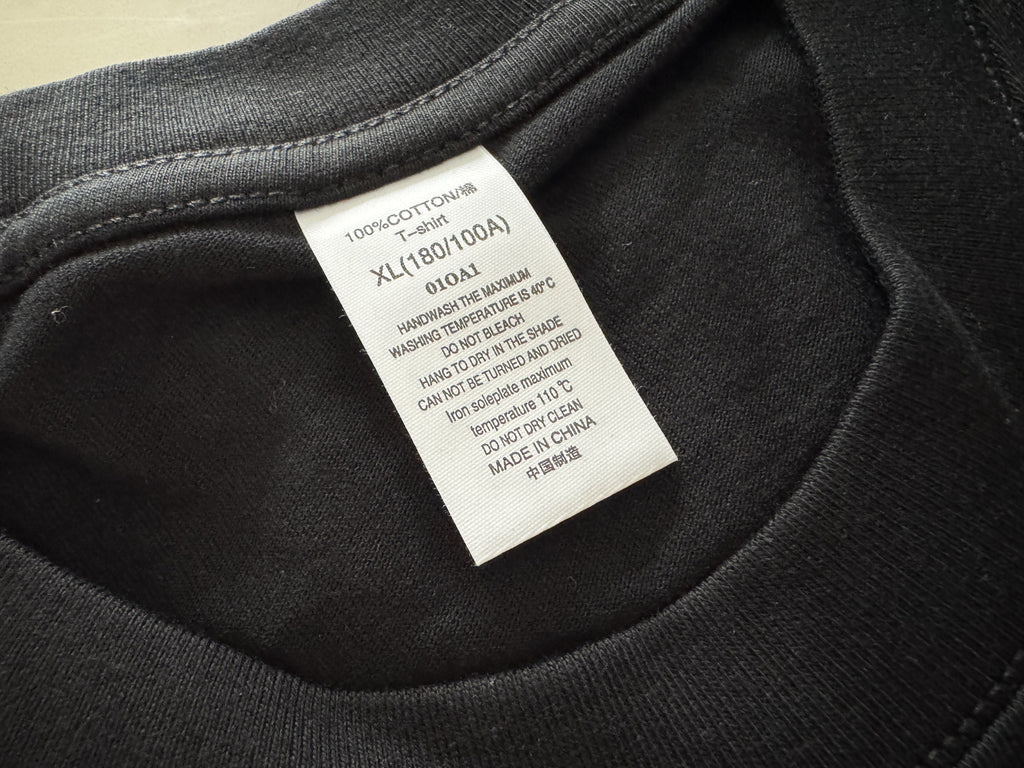 100%COTTON/綿
T-shirt
XL(180/100A)
010A1
HANDWASH THE MAXIMUM
WASHING TEMPERATURE IS 40°C
DO NOT BLEACH
HANG TO DRY IN THE SHADE
CAN NOT BE TURNED AND DRIED
Iron soleplate maximum
temperature 110 ℃
DO NOT DRY CLEAN
MADE IN CHINA
中国制造